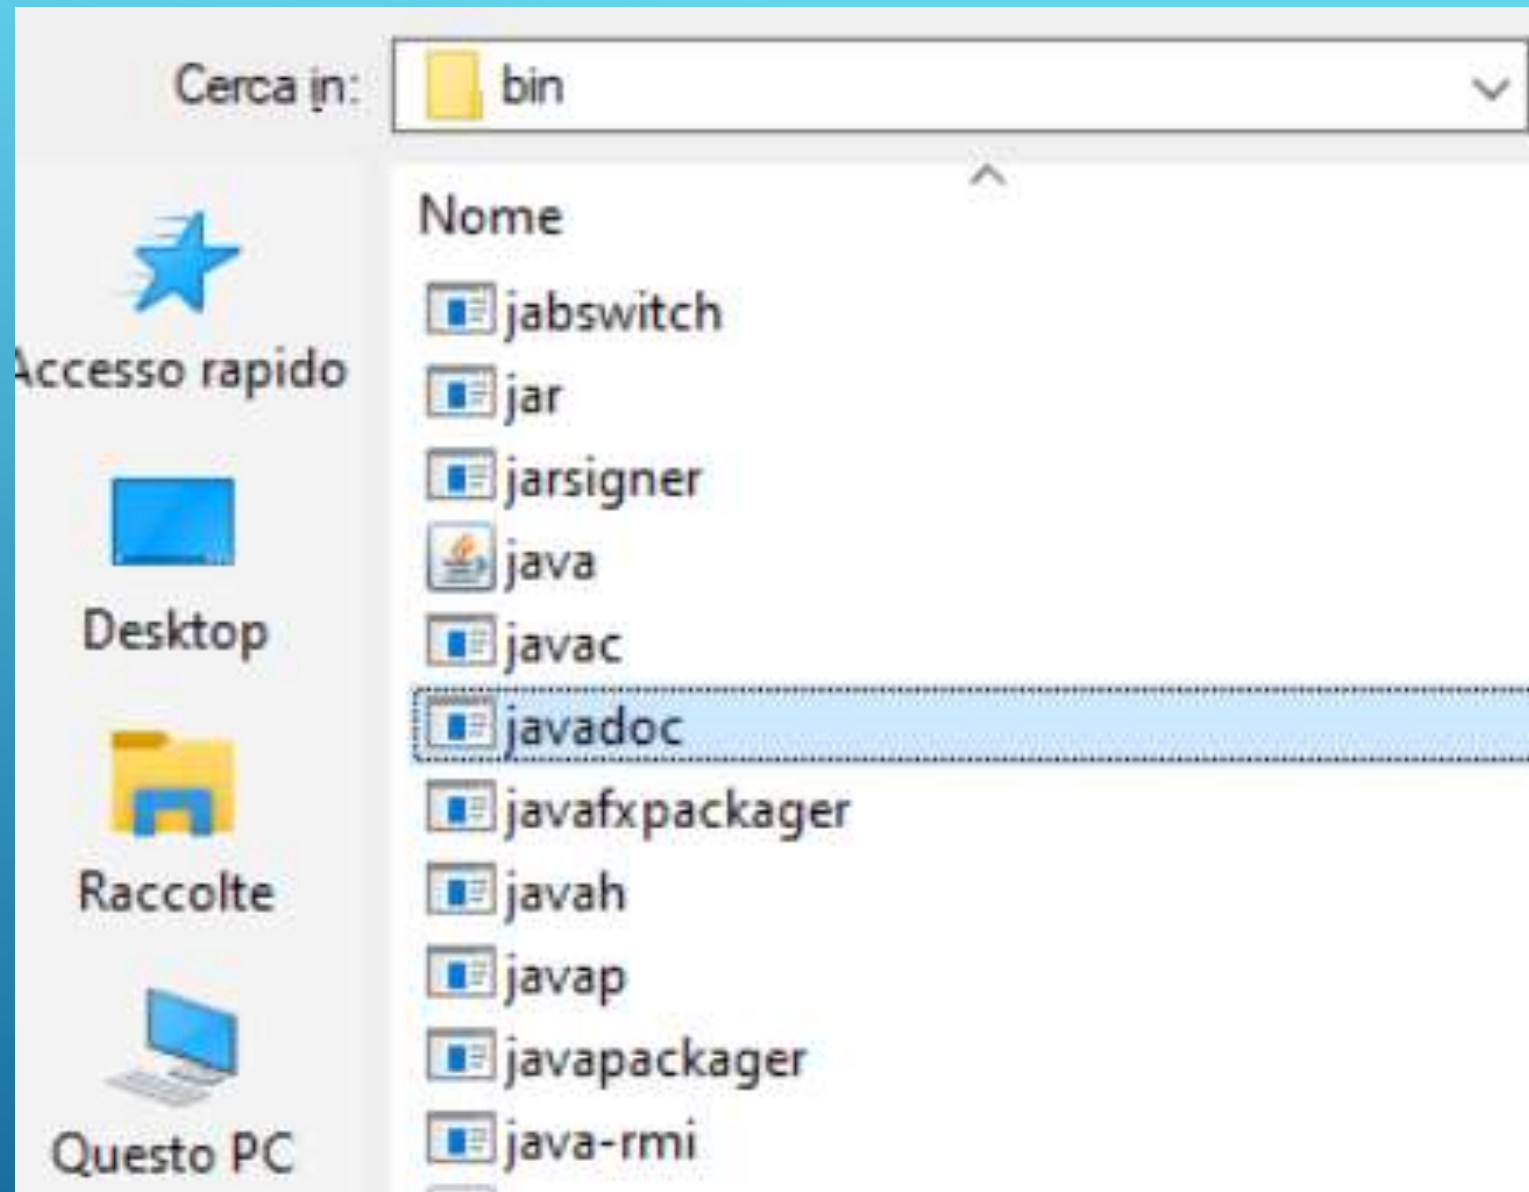 Cerca in: bin
Nome
Accesso rapido
Desktop
Raccolte
Questo PC
jabswitch
jar
jarsigner
java
javac
javadoc
javafxpackager
javah
javap
javapackager
java-rmi